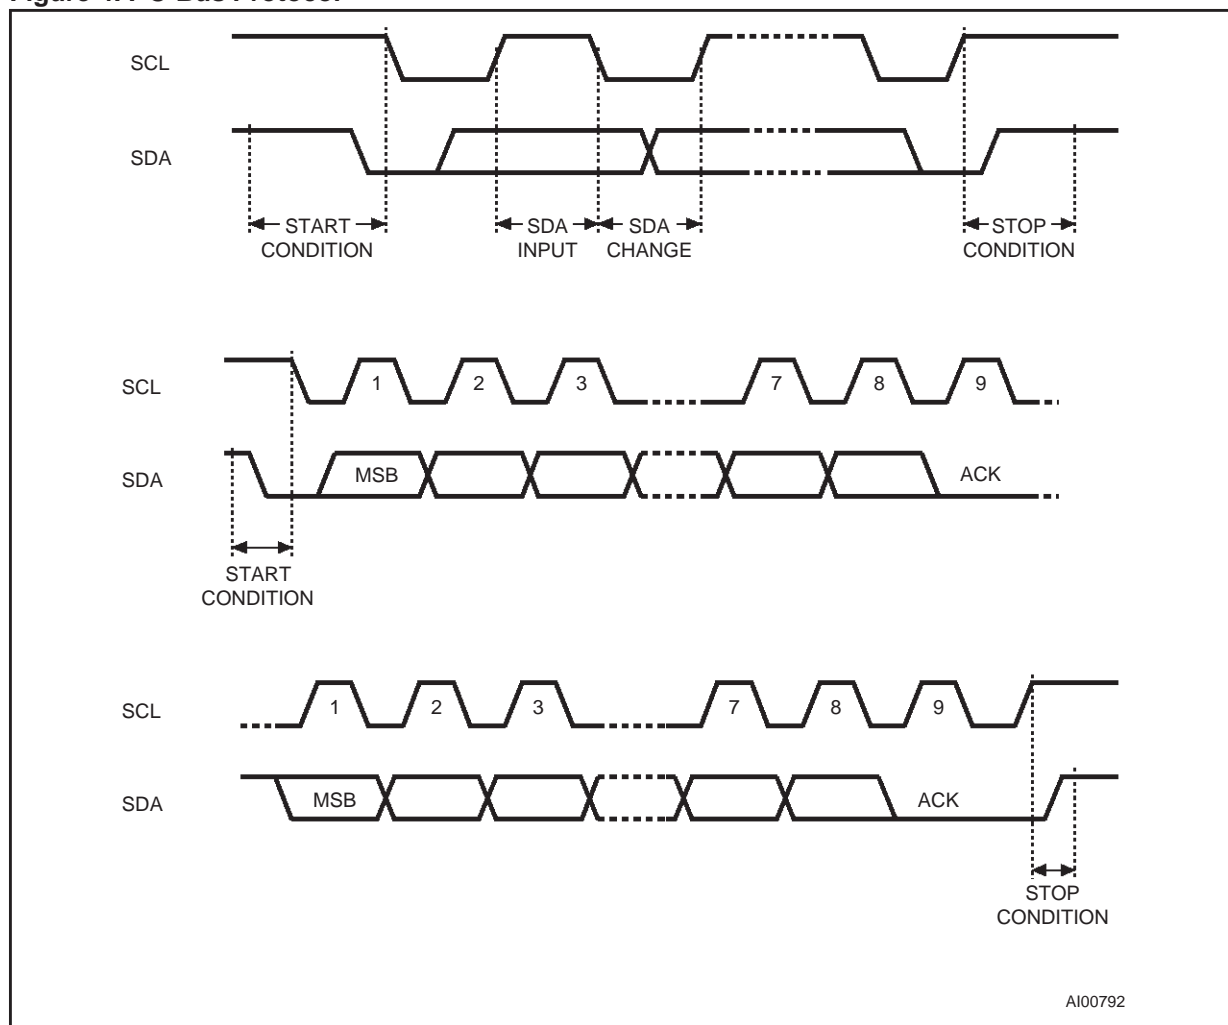 SCL
SDA
START
CONDITION
SDA
INPUT
SDA
CHANGE
STOP
CONDITION
SCL
1 2 3 7 8 9
SDA
MSB
ACK
START
CONDITION
SCL
1 2 3 7 8 9
SDA
MSB
ACK
STOP
CONDITION
AI00792